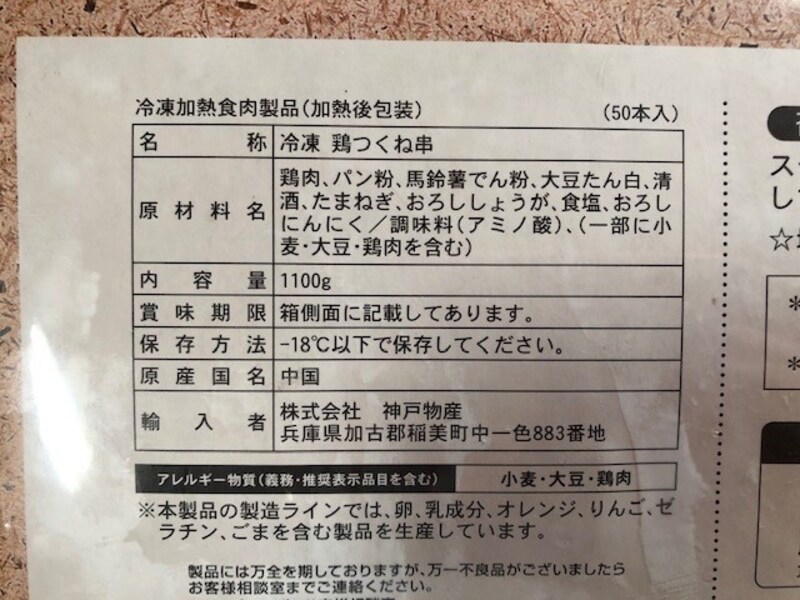 冷凍加熱食肉製品(加熱後包装)
(50本入)
名称 冷凍 鶏つくね串
原材料名 鶏肉、パン粉、馬鈴薯でん粉、大豆たん白、清
酒、たまねぎ、おろししょうが、食塩、おろし
にんにく/調味料(アミノ酸)、(一部に小
麦・大豆・鶏肉を含む)
内容量 1100g
賞味期限 箱側面に記載してあります。
保存方法 -18℃以下で保存してください。
原産国名 中国
輸入者 株式会社 神戸物産
兵庫県加古郡稲美町中一色883番地
アレルギー物質(義務・推奨表示品目を含む) 小麦・大豆・鶏肉
※本製品の製造ラインでは、卵、乳成分、オレンジ、りんご、ゼ
ラチン、ごまを含む製品を生産しています。
製品には万全を期しておりますが、万一不良品がございましたら
お客様相談室までご連絡ください。
ス
し
☆
*
*